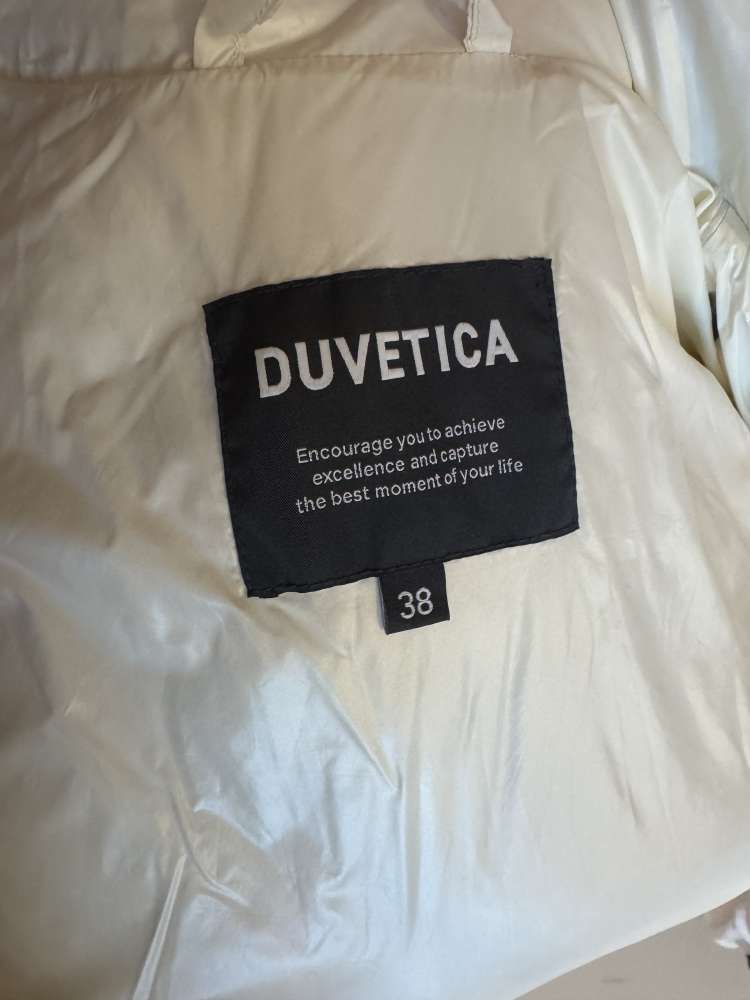 DUVETICA
Encourage you to achieve
excellence and capture
the best moment of your life
38